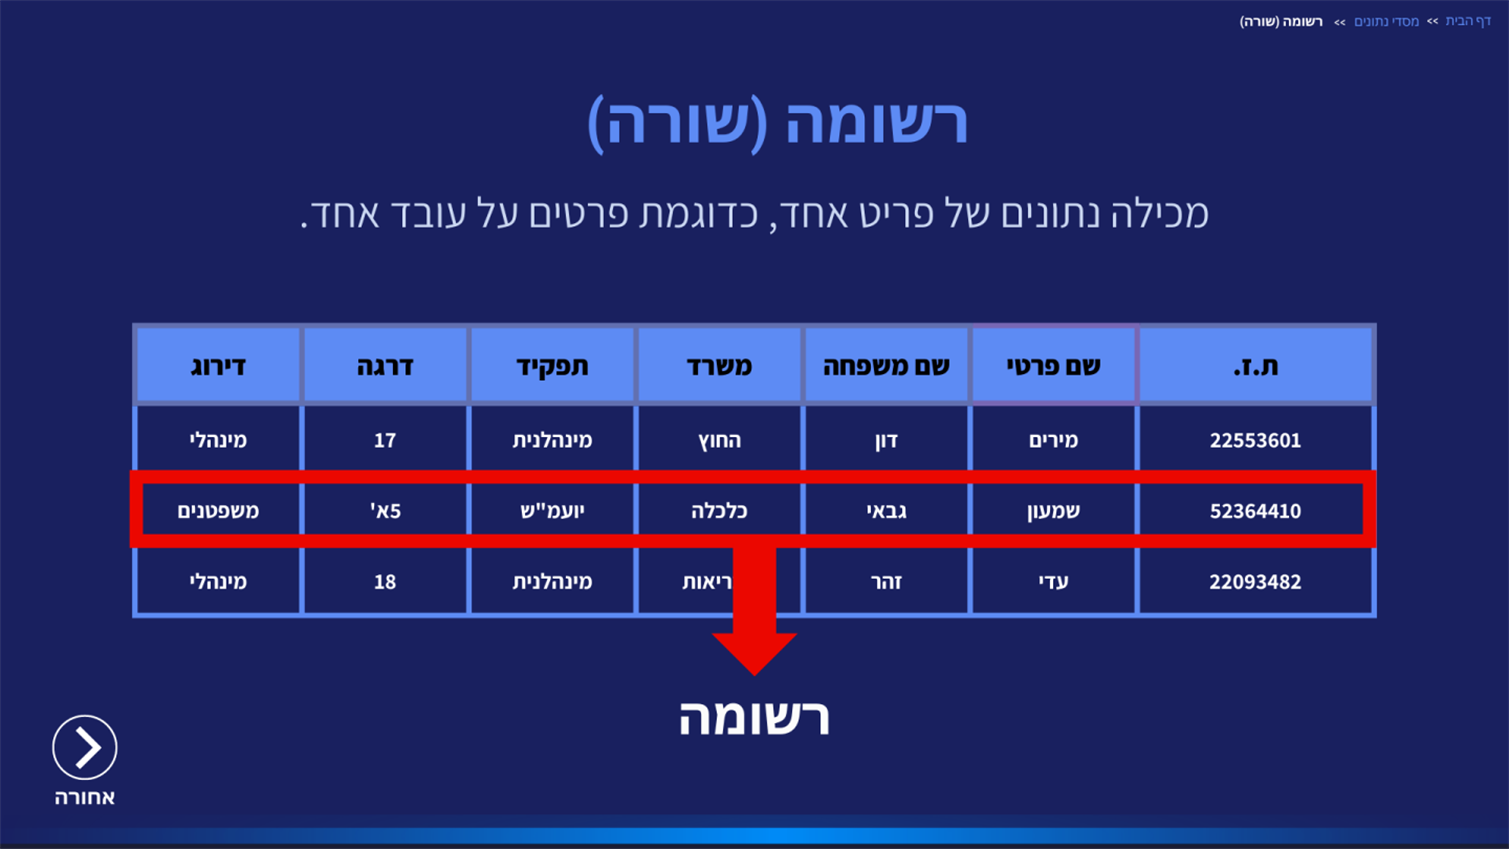 דף הבית >> מסדי נתונים >> רשומה (שורה)
רשומה (שורה)
מכילה נתונים של פריט אחד, כדוגמת פרטים על עובד אחד.
ת.ז. שם פרטי שם משפחה משרד תפקיד דרגה דירוג
22553601 מירים דון החוץ מינהלנית 17 מינהלי
52364410 שמעון גבאי כלכלה יועמ"ש 5א' משפטנים
22093482 עדי זהר ריאות מינהלנית 18 מינהלי
רשומה
אחורה